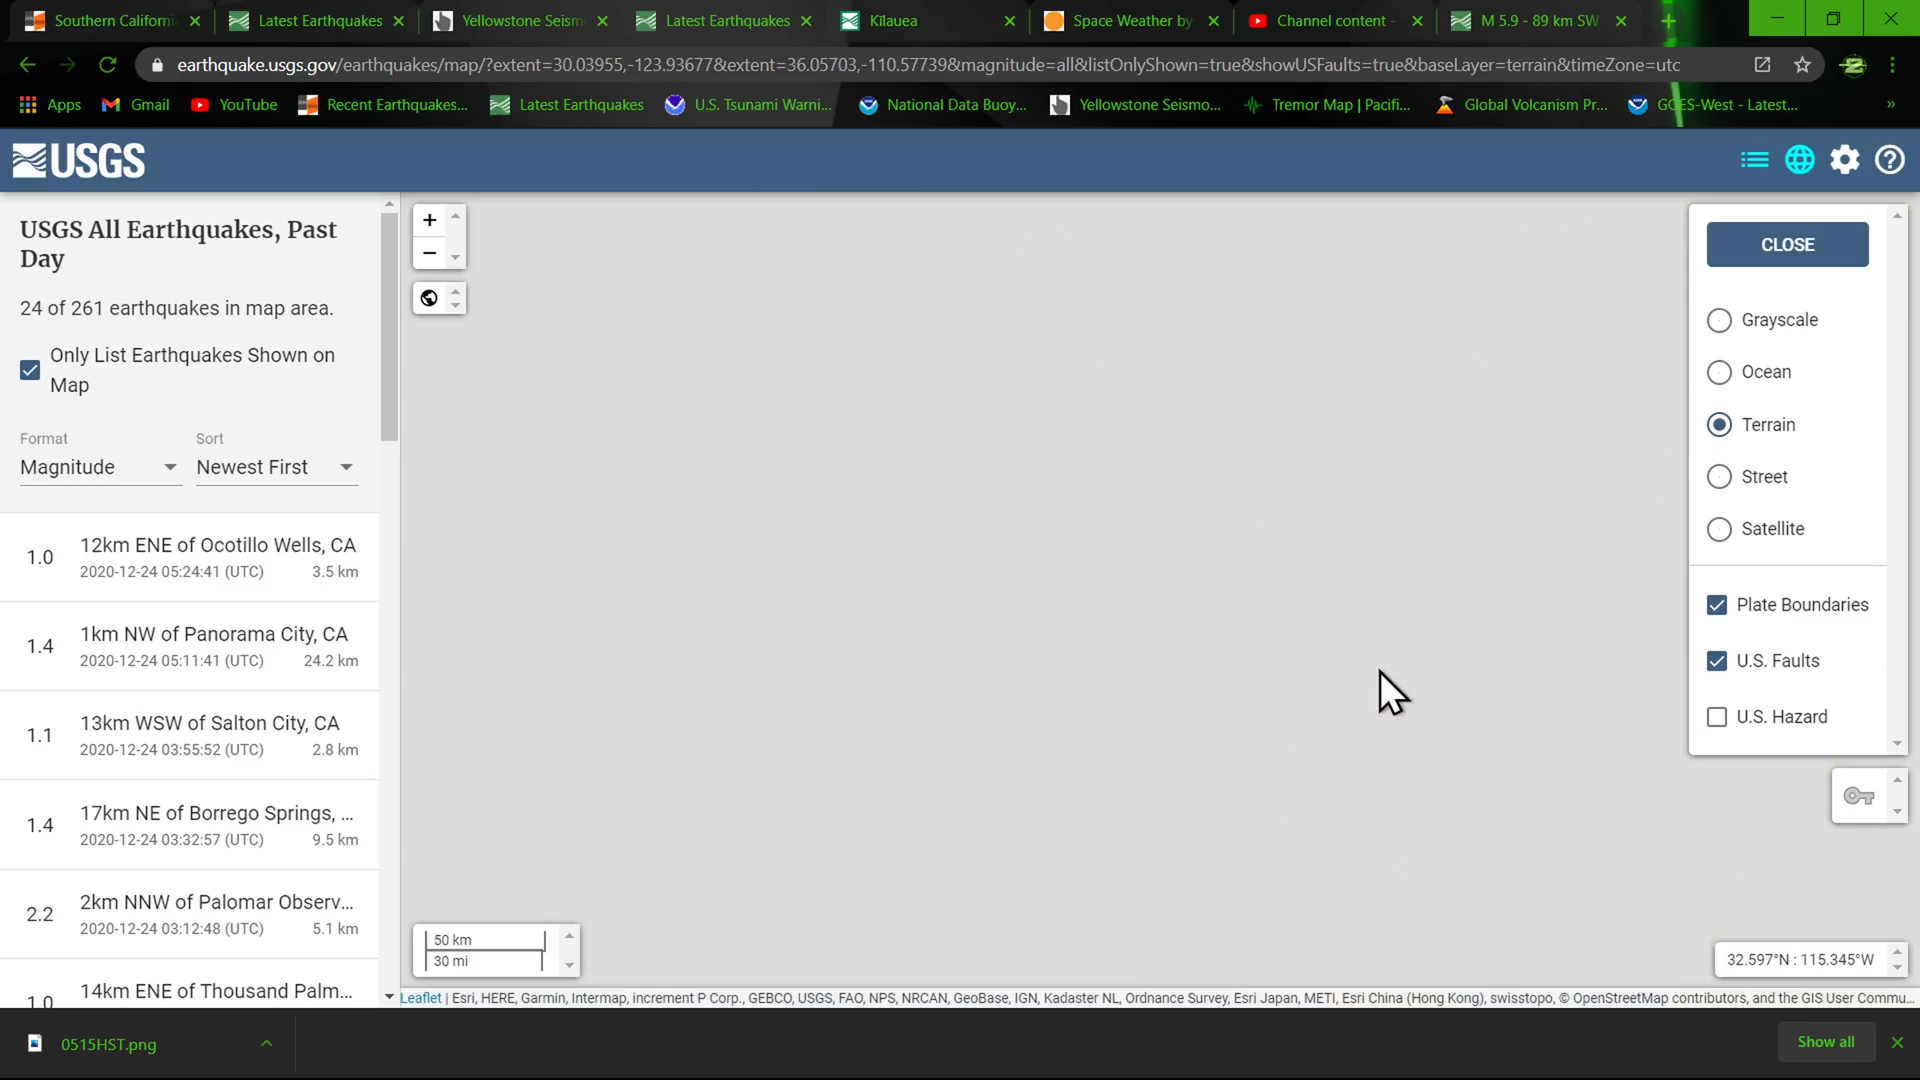 Southern Californi
Latest Earthquakes
Yellowstone Seism
Latest Earthquakes
Kīlauea
Space Weather by
Channel content -
M 5.9 - 89 km SW
earthquake.usgs.gov/earthquakes/map/?extent=30.03955,-123.93677&extent=36.05703,-110.57739&magnitude=all&listOnlyShown=true&showUSFaults=true&baseLayer=terrain&timeZone=utc
Apps
Gmail
YouTube
Recent Earthquakes...
Latest Earthquakes
U.S. Tsunami Warni...
National Data Buoy...
Yellowstone Seismo...
Tremor Map | Pacifi...
Global Volcanism Pr...
GOES-West - Latest...
»
USGS
USGS All Earthquakes, Past
Day
24 of 261 earthquakes in map area.
Only List Earthquakes Shown on
Map
Format
Sort
Magnitude
Newest First
1.0
12km ENE of Ocotillo Wells, CA
2020-12-24 05:24:41 (UTC)
3.5 km
1.4
1km NW of Panorama City, CA
2020-12-24 05:11:41 (UTC)
24.2 km
1.1
13km WSW of Salton City, CA
2020-12-24 03:55:52 (UTC)
2.8 km
1.4
17km NE of Borrego Springs, ...
2020-12-24 03:32:57 (UTC)
9.5 km
2.2
2km NNW of Palomar Observ...
2020-12-24 03:12:48 (UTC)
5.1 km
1.0
14km ENE of Thousand Palm...
+
−
CLOSE
Grayscale
Ocean
Terrain
Street
Satellite
Plate Boundaries
U.S. Faults
U.S. Hazard
50 km
30 mi
32.597°N : 115.345°W
Leaflet | Esri, HERE, Garmin, Intermap, increment P Corp., GEBCO, USGS, FAO, NPS, NRCAN, GeoBase, IGN, Kadaster NL, Ordnance Survey, Esri Japan, METI, Esri China (Hong Kong), swisstopo, © OpenStreetMap contributors, and the GIS User Commu...
0515HST.png
Show all